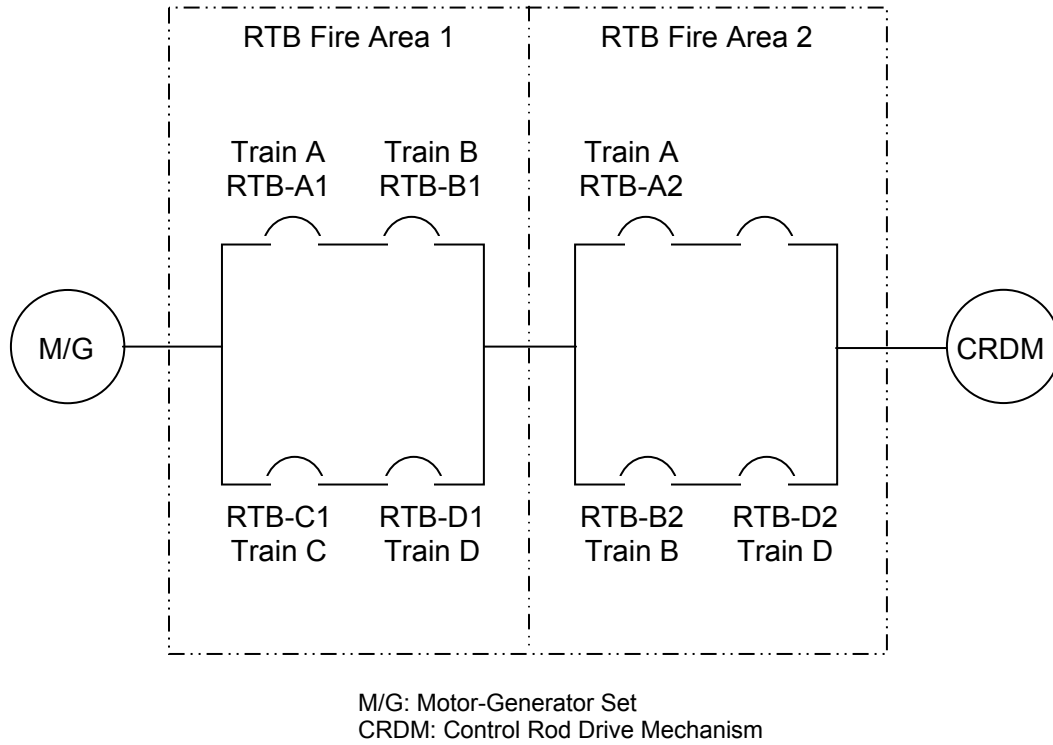 RTB Fire Area 1
RTB Fire Area 2
Train A
RTB-A1
Train B
RTB-B1
Train A
RTB-A2
M/G
CRDM
RTB-C1
Train C
RTB-D1
Train D
RTB-B2
Train B
RTB-D2
Train D
M/G: Motor-Generator Set
CRDM: Control Rod Drive Mechanism